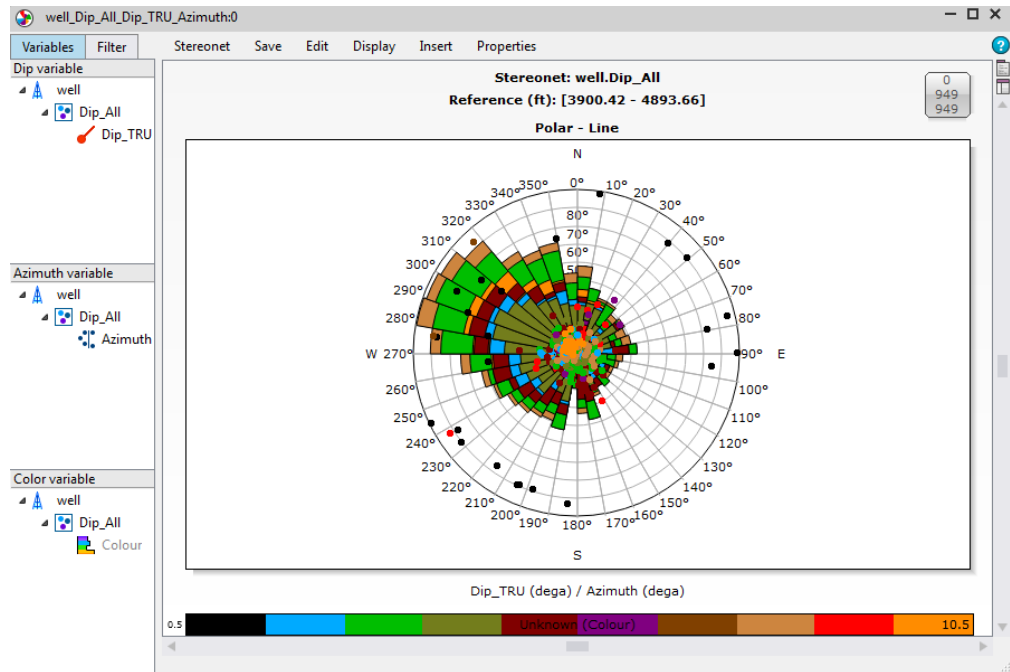 well_Dip_All_Dip_TRU_Azimuth:0
Variables Filter Stereonet Save Edit Display Insert Properties
Dip variable
well
Dip_All
Dip_TRU
Azimuth variable
well
Dip_All
Azimuth
Color variable
well
Dip_All
Colour
Stereonet: well.Dip_All
Reference (ft): [3900.42 - 4893.66]
0
949
949
Polar - Line
N
0°
10°
20°
30°
40°
50°
60°
70°
80°
90° E
100°
110°
120°
130°
140°
150°
160°
170°
180°
S
190°
200°
210°
220°
230°
240°
250°
260°
W 270°
280°
290°
300°
310°
320°
330°
340°
350°
80°
70°
60°
Dip_TRU (dega) / Azimuth (dega)
0.5 Unknown (Colour) 10.5